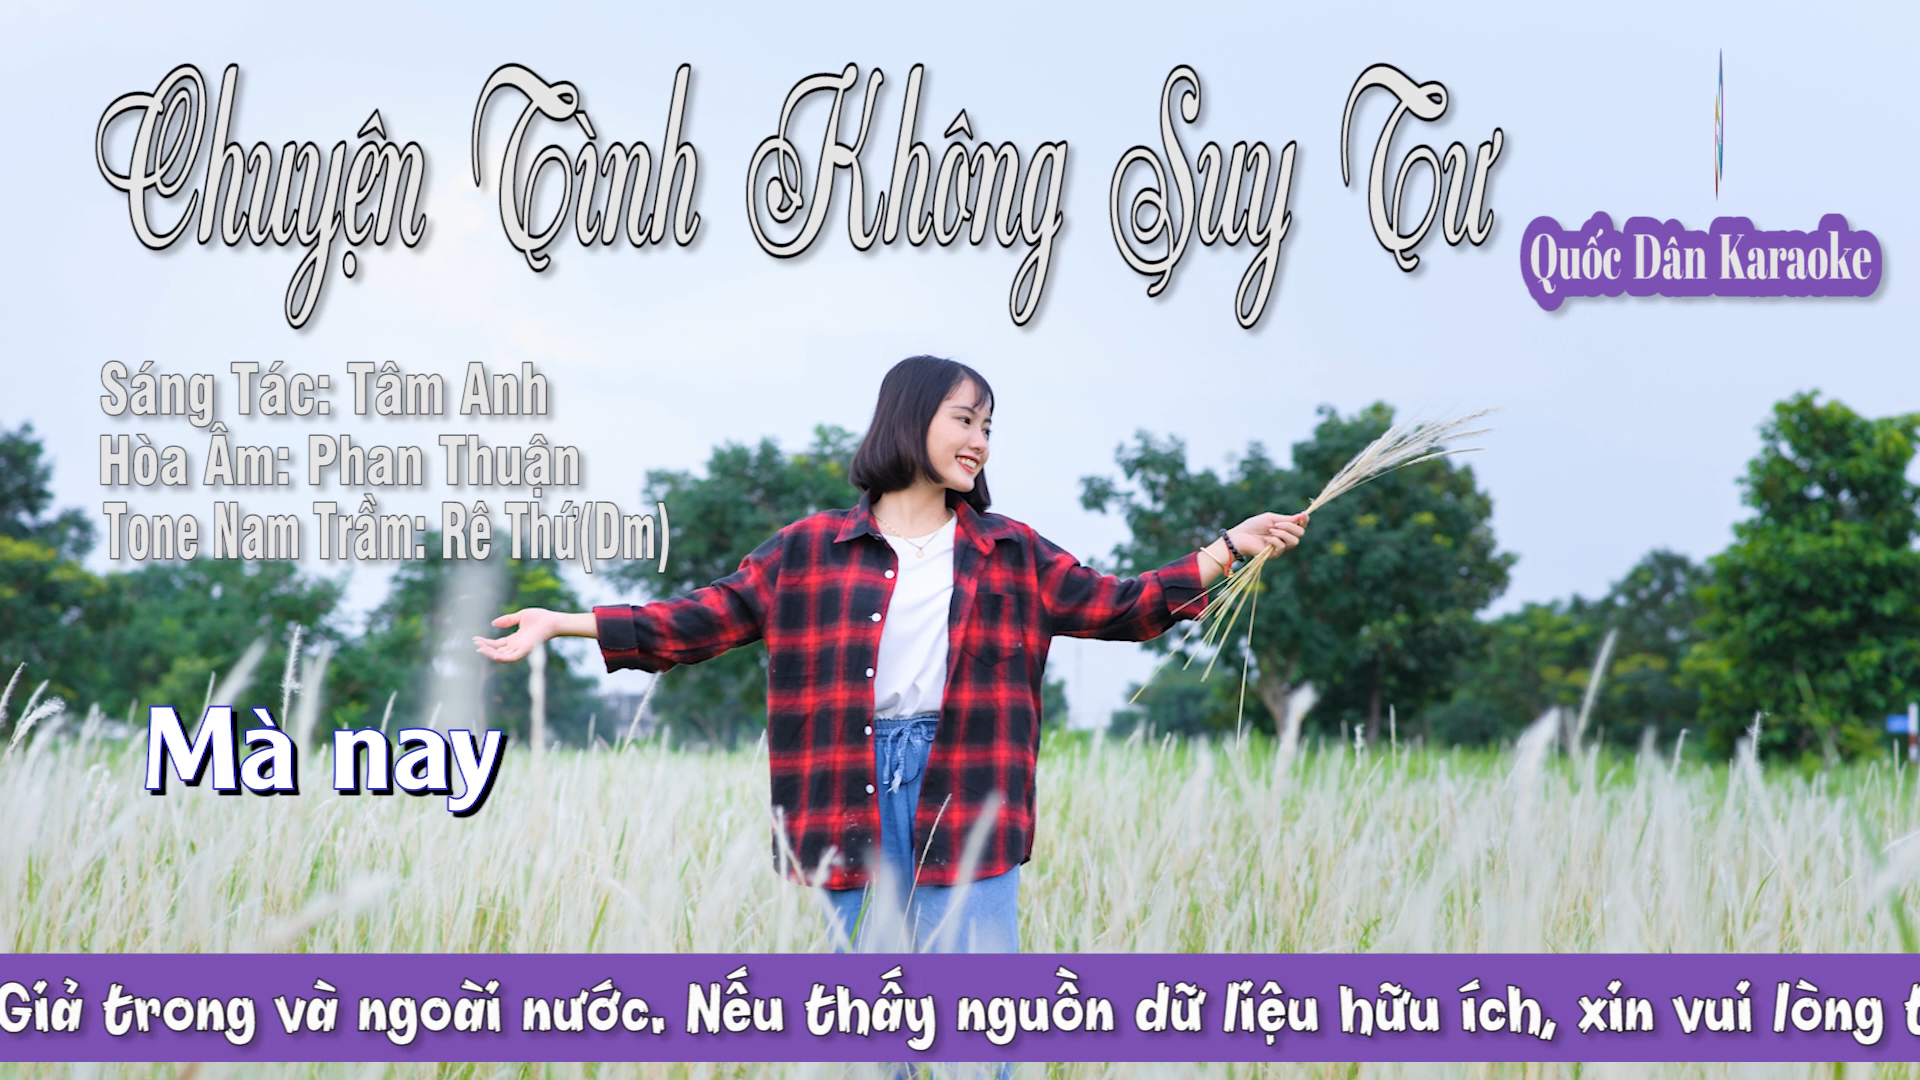 Chuyện Tình Không Suy Tư
Quốc Dân Karaoke
Sáng Tác: Tâm Anh
Hòa Âm: Phan Thuận
Tone Nam Trầm: Rê Thứ(Dm)
Mà nay
Giả trong và ngoài nước. Nếu thấy nguồn dữ liệu hữu ích, xin vui lòng